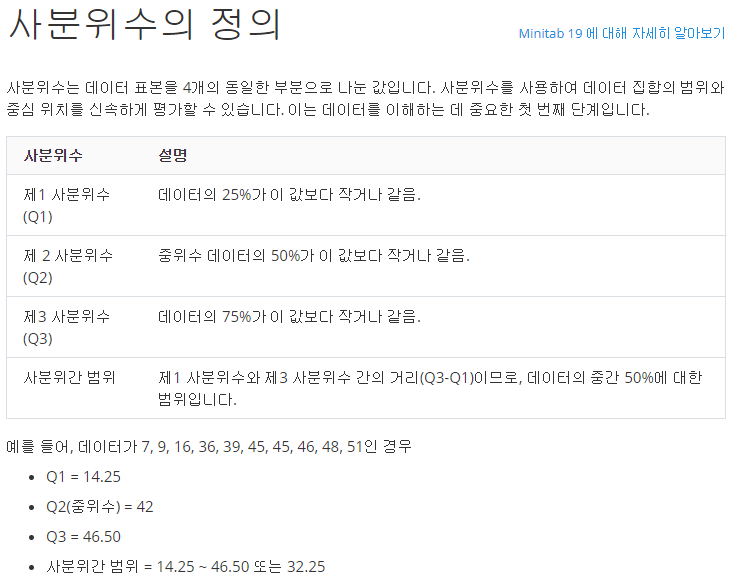 사분위수의 정의
Minitab 19 에 대해 자세히 알아보기
사분위수는 데이터 표본을 4개의 동일한 부분으로 나눈 값입니다. 사분위수를 사용하여 데이터 집합의 범위와
중심 위치를 신속하게 평가할 수 있습니다. 이는 데이터를 이해하는 데 중요한 첫 번째 단계입니다.
사분위수 설명
제1 사분위수 데이터의 25%가 이 값보다 작거나 같음.
(Q1)
제 2 사분위수 중위수 데이터의 50%가 이 값보다 작거나 같음.
(Q2)
제3 사분위수 데이터의 75%가 이 값보다 작거나 같음.
(Q3)
사분위간 범위 제1 사분위수와 제3 사분위수 간의 거리(Q3-Q1)이므로, 데이터의 중간 50%에 대한
범위입니다.
예를 들어, 데이터가 7, 9, 16, 36, 39, 45, 45, 46, 48, 51인 경우
• Q1 = 14.25
• Q2(중위수) = 42
• Q3 = 46.50
• 사분위간 범위 = 14.25 ~ 46.50 또는 32.25